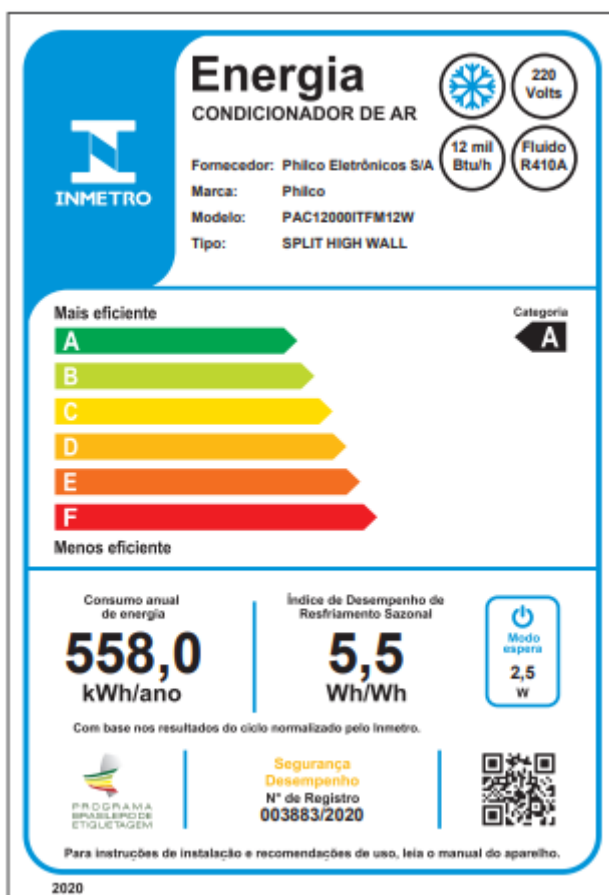 Energia
CONDICIONADOR DE AR
220
Volts
12 mil
Btu/h
Fluido
R410A
INMETRO
Fornecedor: Philco Eletrônicos S/A
Marca: Philco
Modelo: PAC12000ITFM12W
Tipo: SPLIT HIGH WALL
Mais eficiente
Categoria
A
A
B
C
D
E
F
Menos eficiente
Consumo anual
de energia
558,0
kWh/ano
Índice de Desempenho de
Resfriamento Sazonal
5,5
Wh/Wh
Modo
espera
2,5
W
Com base nos resultados do ciclo normalizado pelo Inmetro.
PROGRAMA
BRASILEIRO DE
ETIQUETAGEM
Segurança
Desempenho
N° de Registro
003883/2020
Para instruções de instalação e recomendações de uso, leia o manual do aparelho.
2020